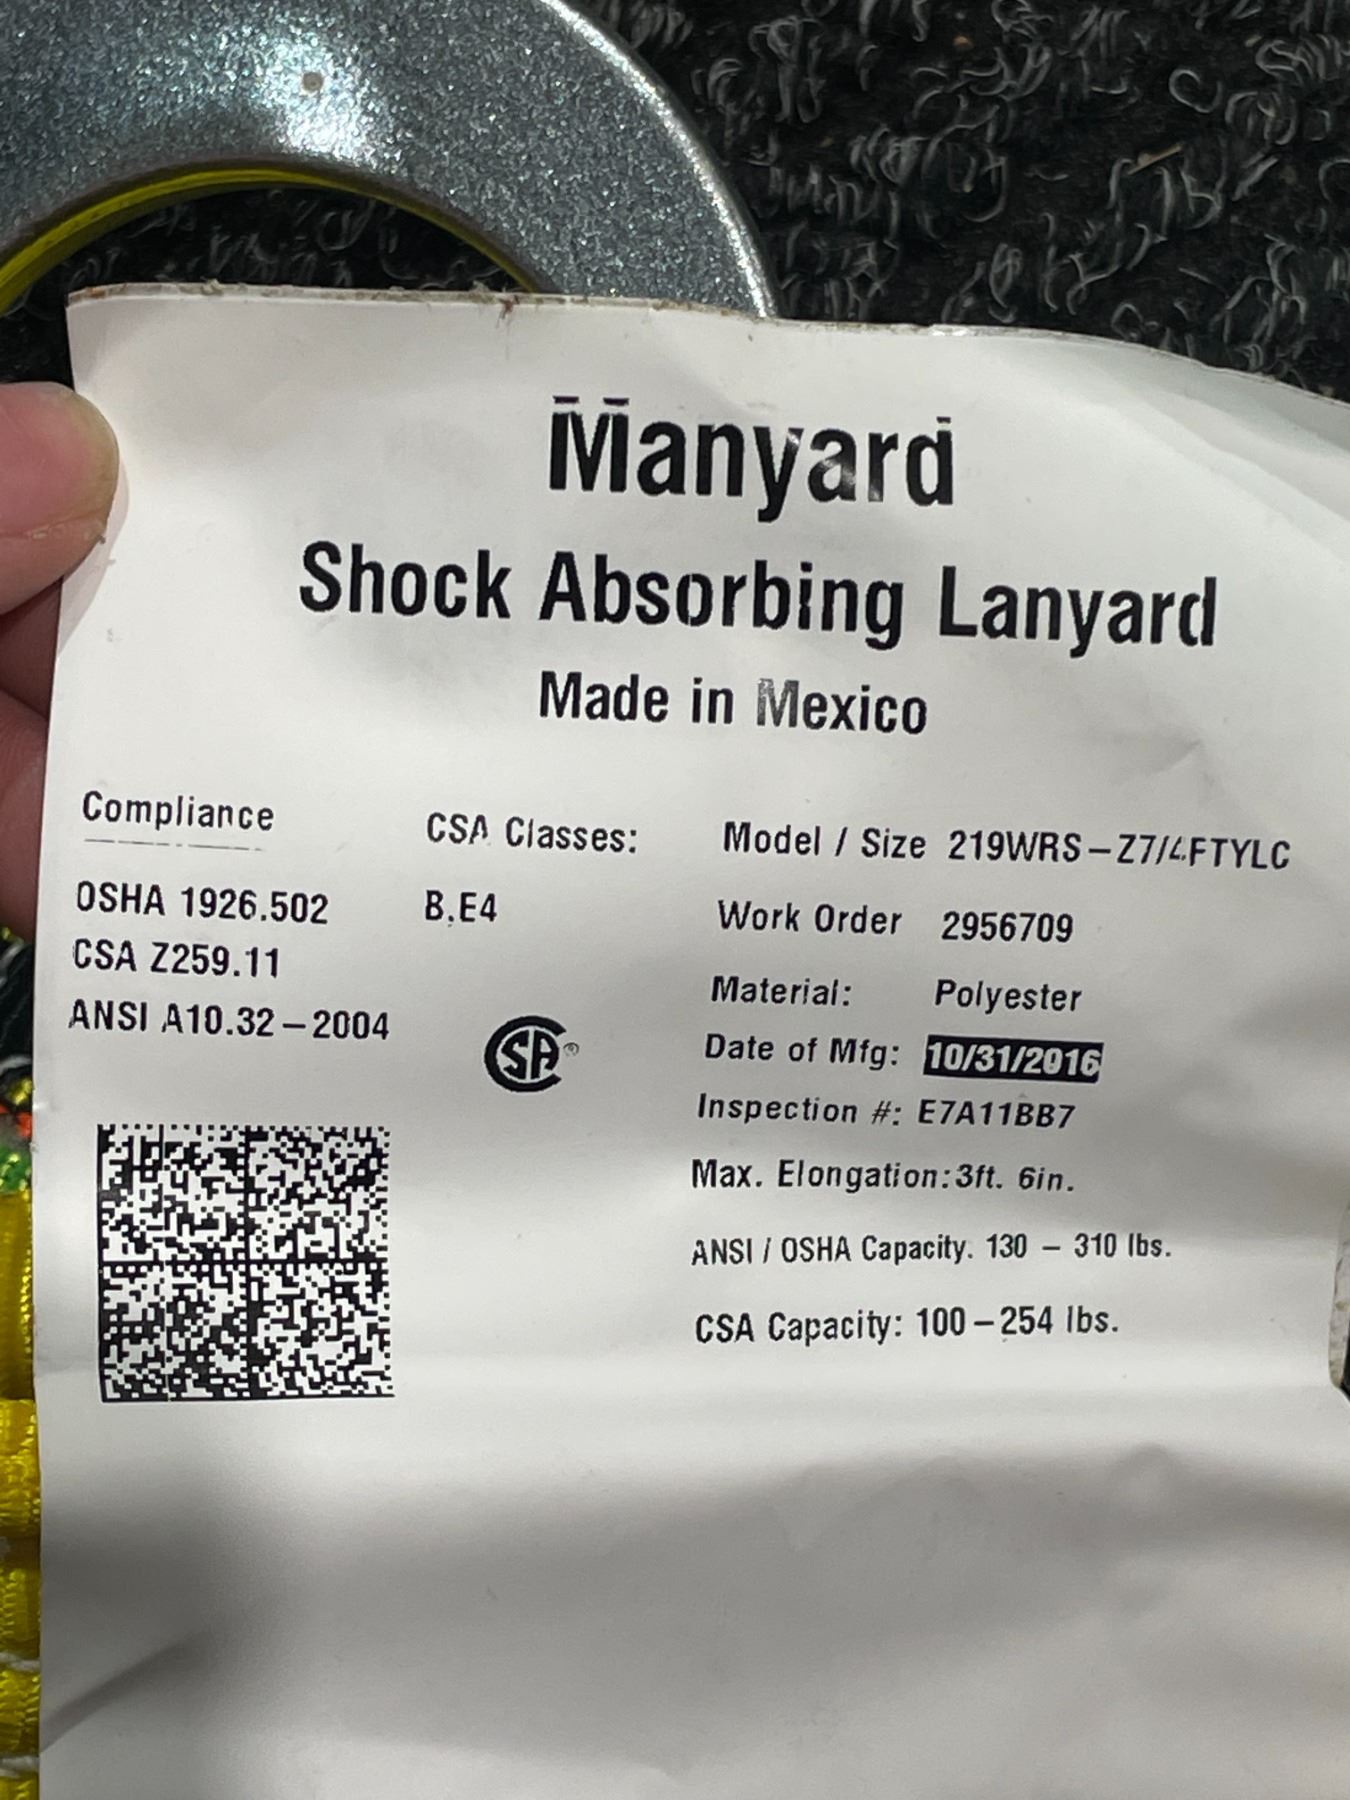 Manyard
Shock Absorbing Lanyard
Made in Mexico
Compliance
OSHA 1926.502
CSA Z259.11
ANSI A10.32-2004
CSA Classes:
B.E4
CSA®
Model / Size 219WRS-Z7/4FTYLC
Work Order 2956709
Material: Polyester
Date of Mfg: 10/31/2016
Inspection #: E7A11BB7
Max. Elongation: 3ft. 6in.
ANSI / OSHA Capacity. 130 - 310 lbs.
CSA Capacity: 100-254 lbs.